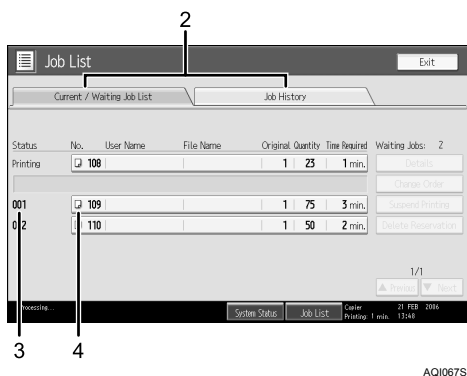 2
Job List Exit
Current / Waiting Job List Job History
Status No. User Name File Name Original Quantity Time Required Waiting Jobs: 2
Printing 108 1 23 1 min. Details
Change Order
001 109 1 75 3 min. Suspend Printing
002 110 1 50 2 min. Delete Reservation
1/1
▲ Previous ▼ Next
Processing... System Status Job List Copier 21 FEB 2006
Printing: 1 min. 13:48
3 4
AQI067S